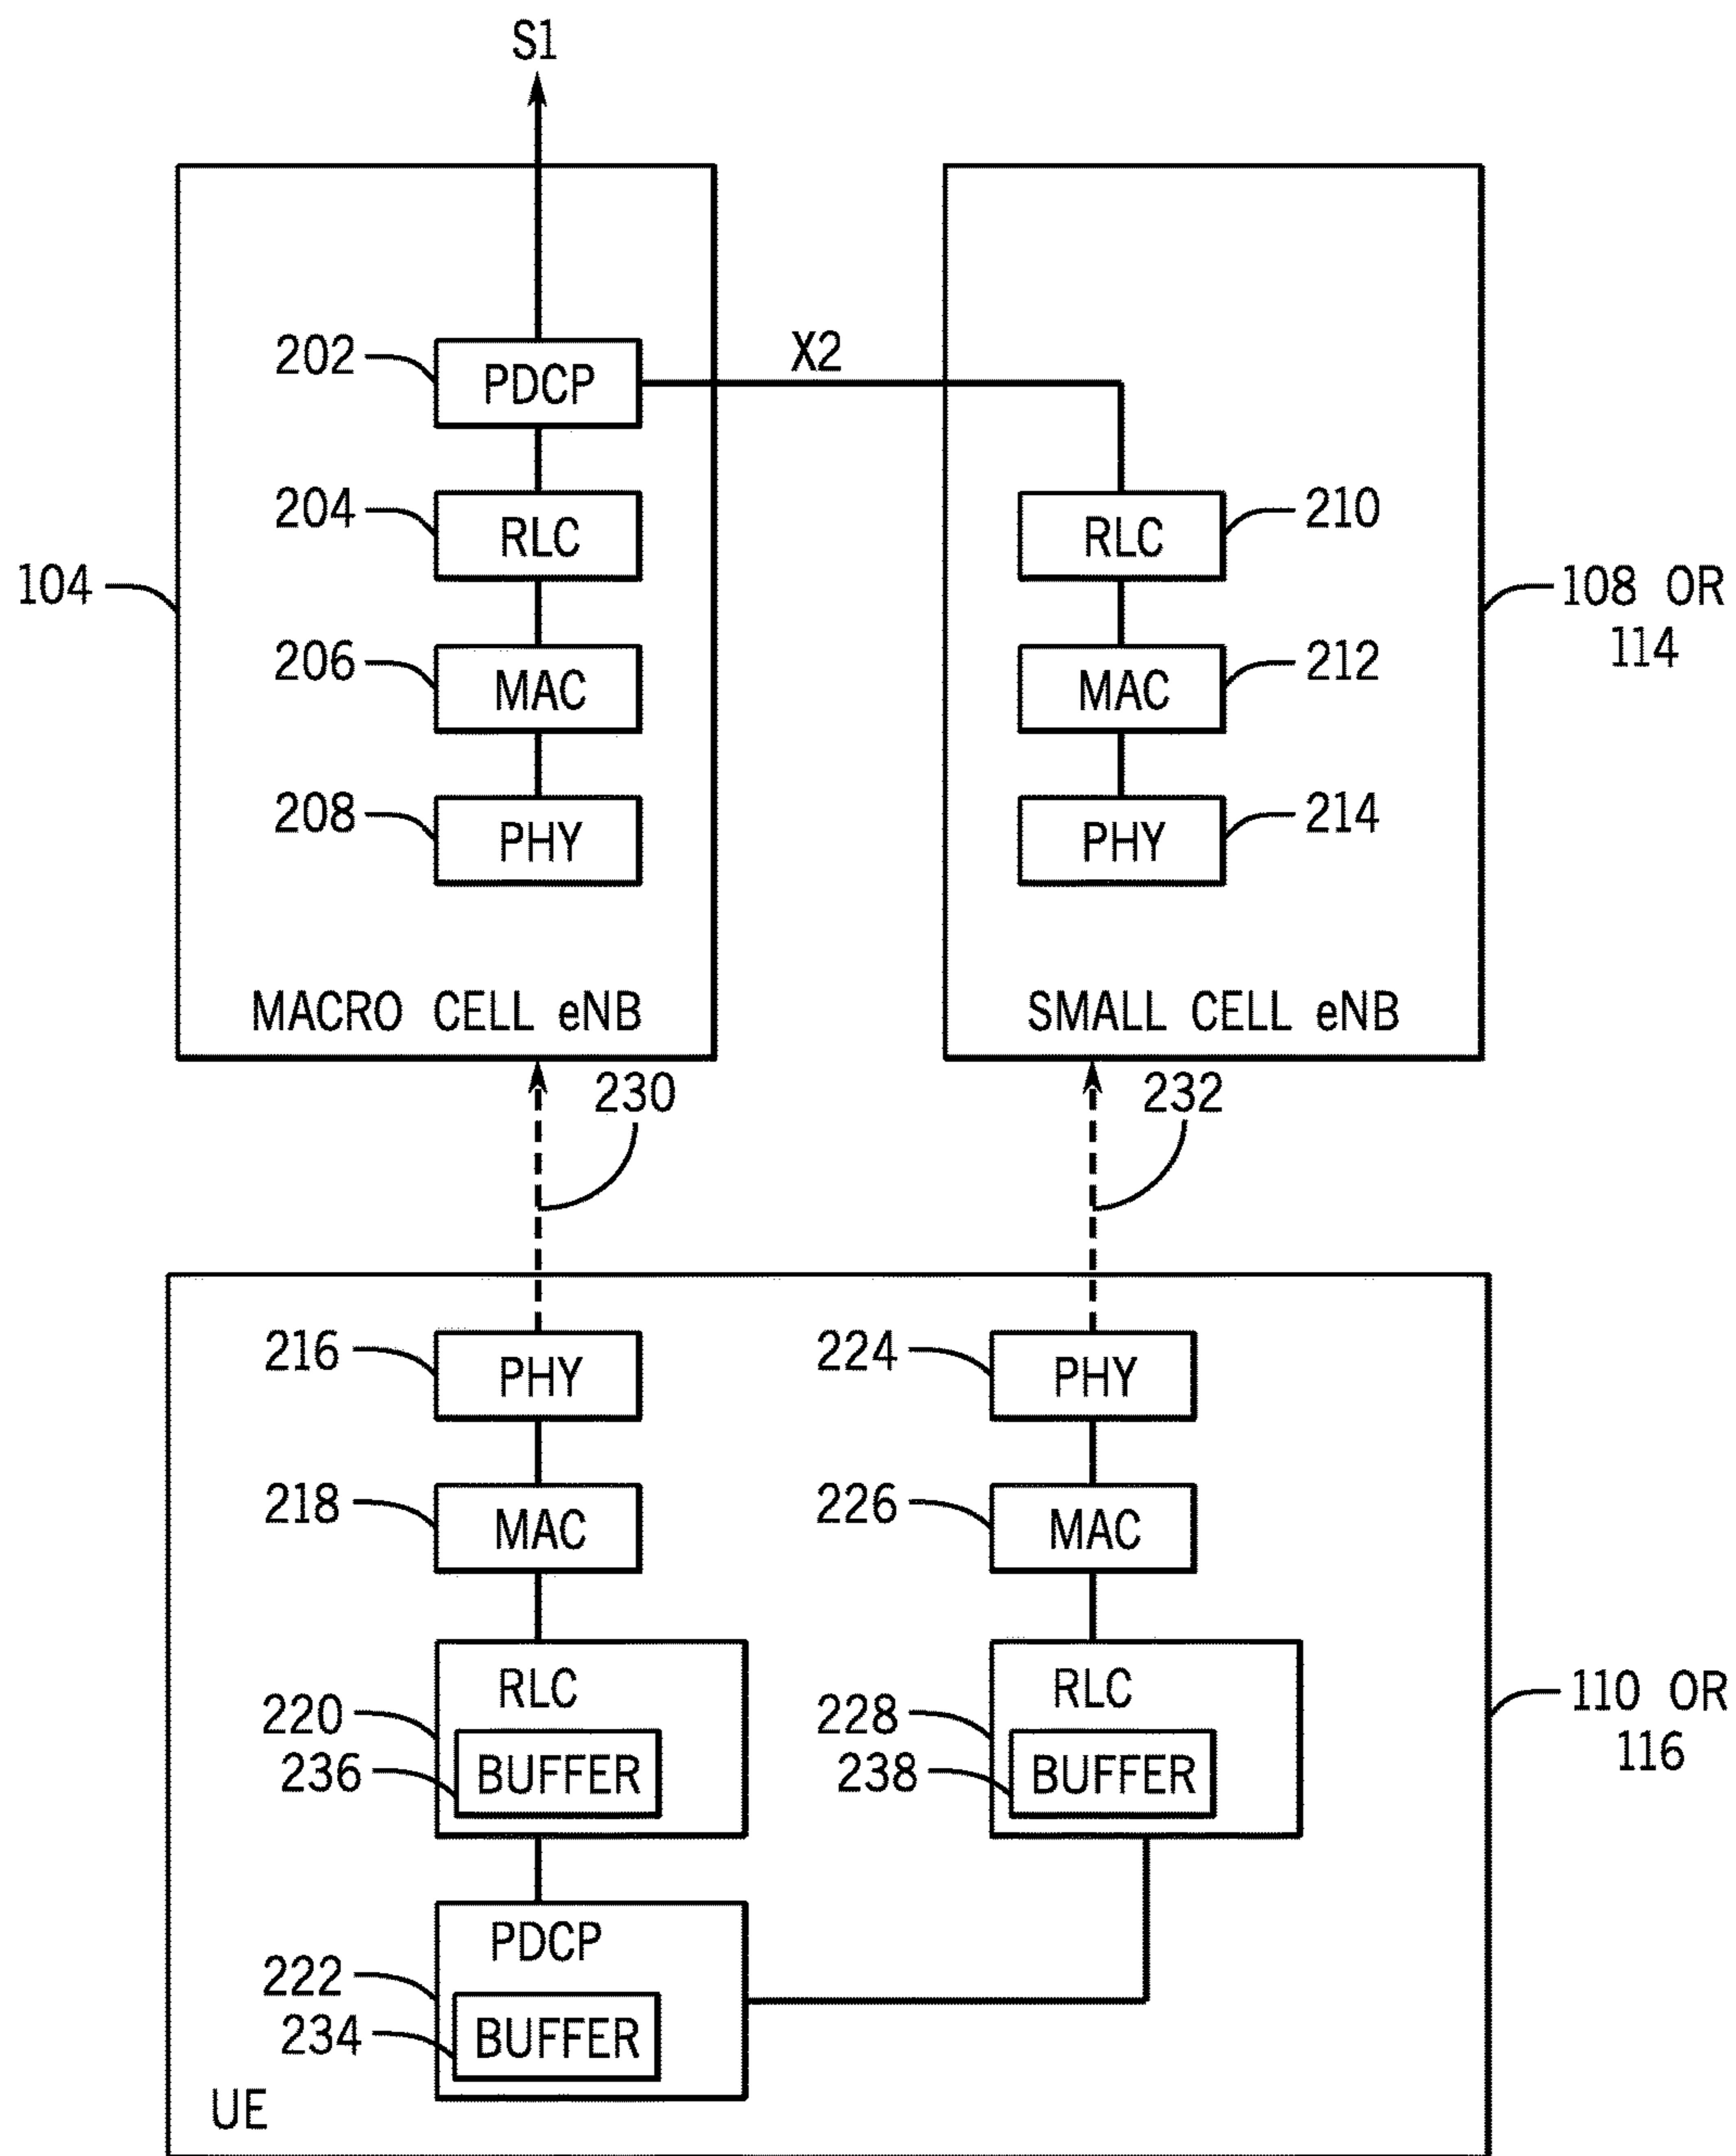 S1
202
PDCP
X2
204
RLC
RLC
210
104
108 OR
114
206
MAC
MAC
212
208
PHY
PHY
214
MACRO CELL eNB
SMALL CELL eNB
230
232
216
PHY
224
PHY
218
MAC
226
MAC
RLC
RLC
220
228
110 OR
116
236
BUFFER
238
BUFFER
PDCP
222
234
BUFFER
UE